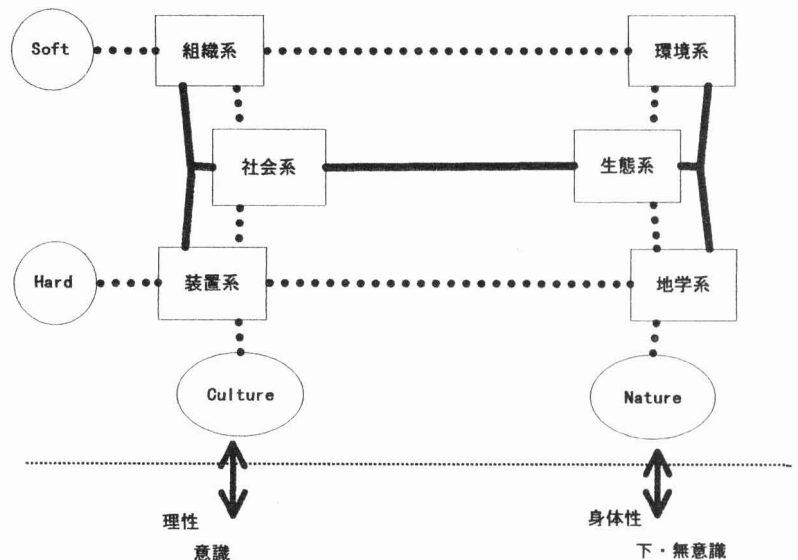 Soft
組織系
環境系
社会系
生態系
Hard
装置系
地学系
Culture
Nature
理性
身体性
意識
下・無意識